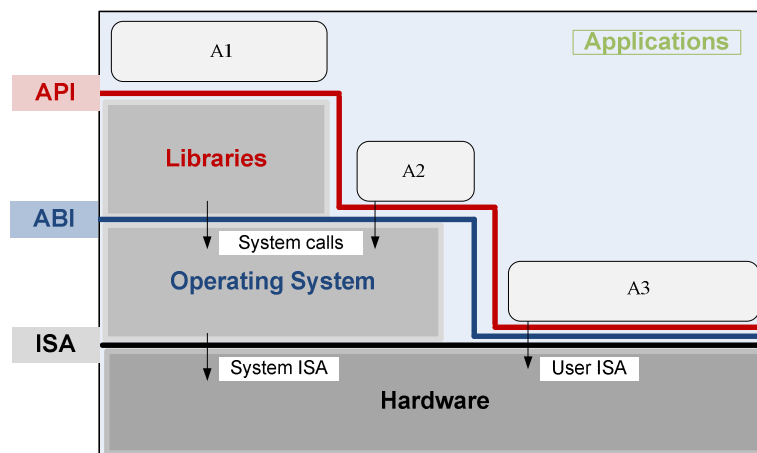 Applications
A1
API
Libraries
A2
ABI
System calls
Operating System
A3
ISA
System ISA
User ISA
Hardware